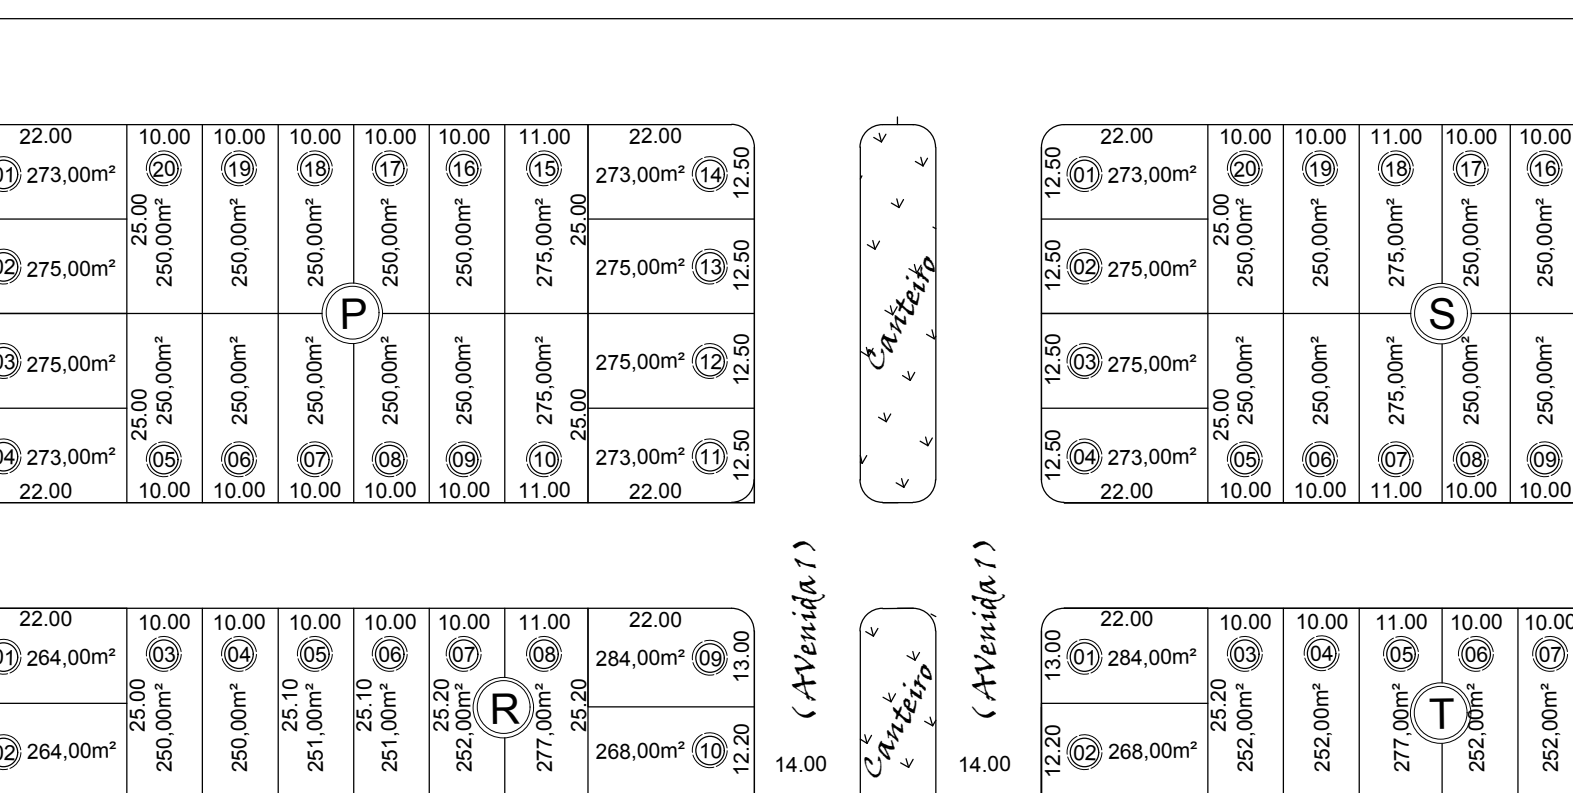 22.00 10.00 10.00 10.00 10.00 10.00 11.00 22.00
01 273,00m² 20 19 18 17 16 15 273,00m² 14 12.50
25.00 250,00m² 250,00m² 250,00m² 250,00m² 250,00m² 275,00m² 25.00
02 275,00m² 275,00m² 13 12.50
P
03 275,00m² 275,00m² 12 12.50
25.00 250,00m² 250,00m² 250,00m² 250,00m² 250,00m² 275,00m² 25.00
04 273,00m² 05 06 07 08 09 10 273,00m² 11 12.50
22.00 10.00 10.00 10.00 10.00 10.00 11.00 22.00
Canteiro
22.00 10.00 10.00 11.00 10.00 10.00
12.50 01 273,00m² 20 19 18 17 16
25.00 250,00m² 250,00m² 275,00m² 250,00m² 250,00m²
12.50 02 275,00m²
S
12.50 03 275,00m²
25.00 250,00m² 250,00m² 275,00m² 250,00m² 250,00m²
12.50 04 273,00m² 05 06 07 08 09
22.00 10.00 10.00 11.00 10.00 10.00
(AVenida 1)
(AVenida 1)
22.00 10.00 10.00 10.00 10.00 10.00 11.00 22.00
01 264,00m² 03 04 05 06 07 08 284,00m² 09 13.00
R
25.00 250,00m² 250,00m² 25.10 251,00m² 25.10 251,00m² 25.20 252,00m² 277,00m² 25.20
02 264,00m² 268,00m² 10 12.20
14.00
Canteiro
14.00
22.00 10.00 10.00 11.00 10.00 10.00
13.00 01 284,00m² 03 04 05 06 07
T
25.20 252,00m² 252,00m² 277,00m² 252,00m² 252,00m²
12.20 02 268,00m²